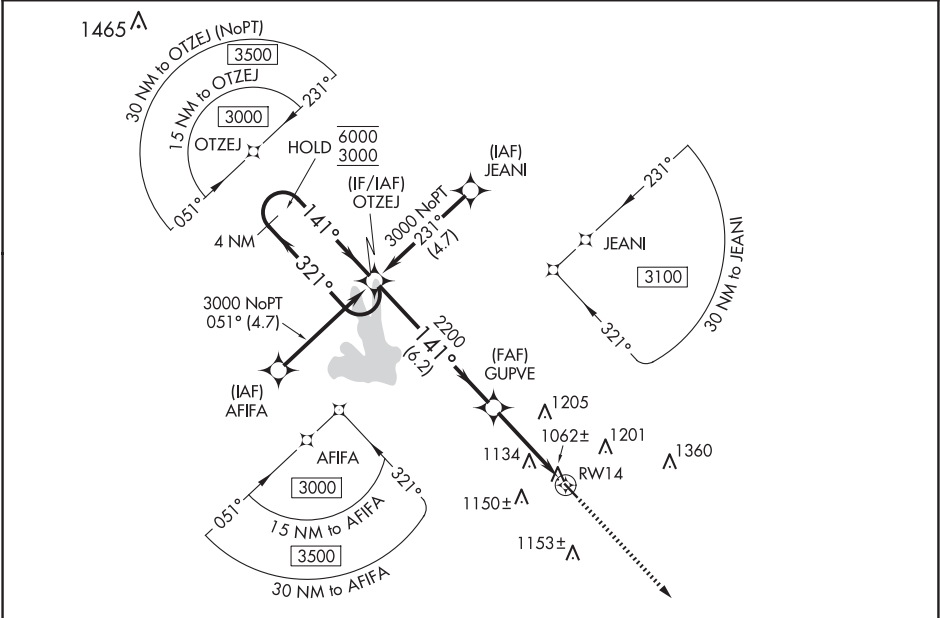 1465
30 NM to OTZEJ (NoPT)
3500
15 NM to OTZEJ
3000
231°
OTZEJ
051°
HOLD
6000
3000
(IF/IAF)
OTZEJ
(IAF)
JEANI
141°
4 NM
321°
3000 NoPT
231°
(4.7)
231°
JEANI
3100
30 NM to JEANI
321°
3000 NoPT
051° (4.7)
(IAF)
AFIFA
2200
141°
(6.2)
(FAF)
GUPVE
1205
1062±
1201
1134
1360
RW14
1150±
1153±
AFIFA
3000
051°
321°
15 NM to AFIFA
3500
30 NM to AFIFA